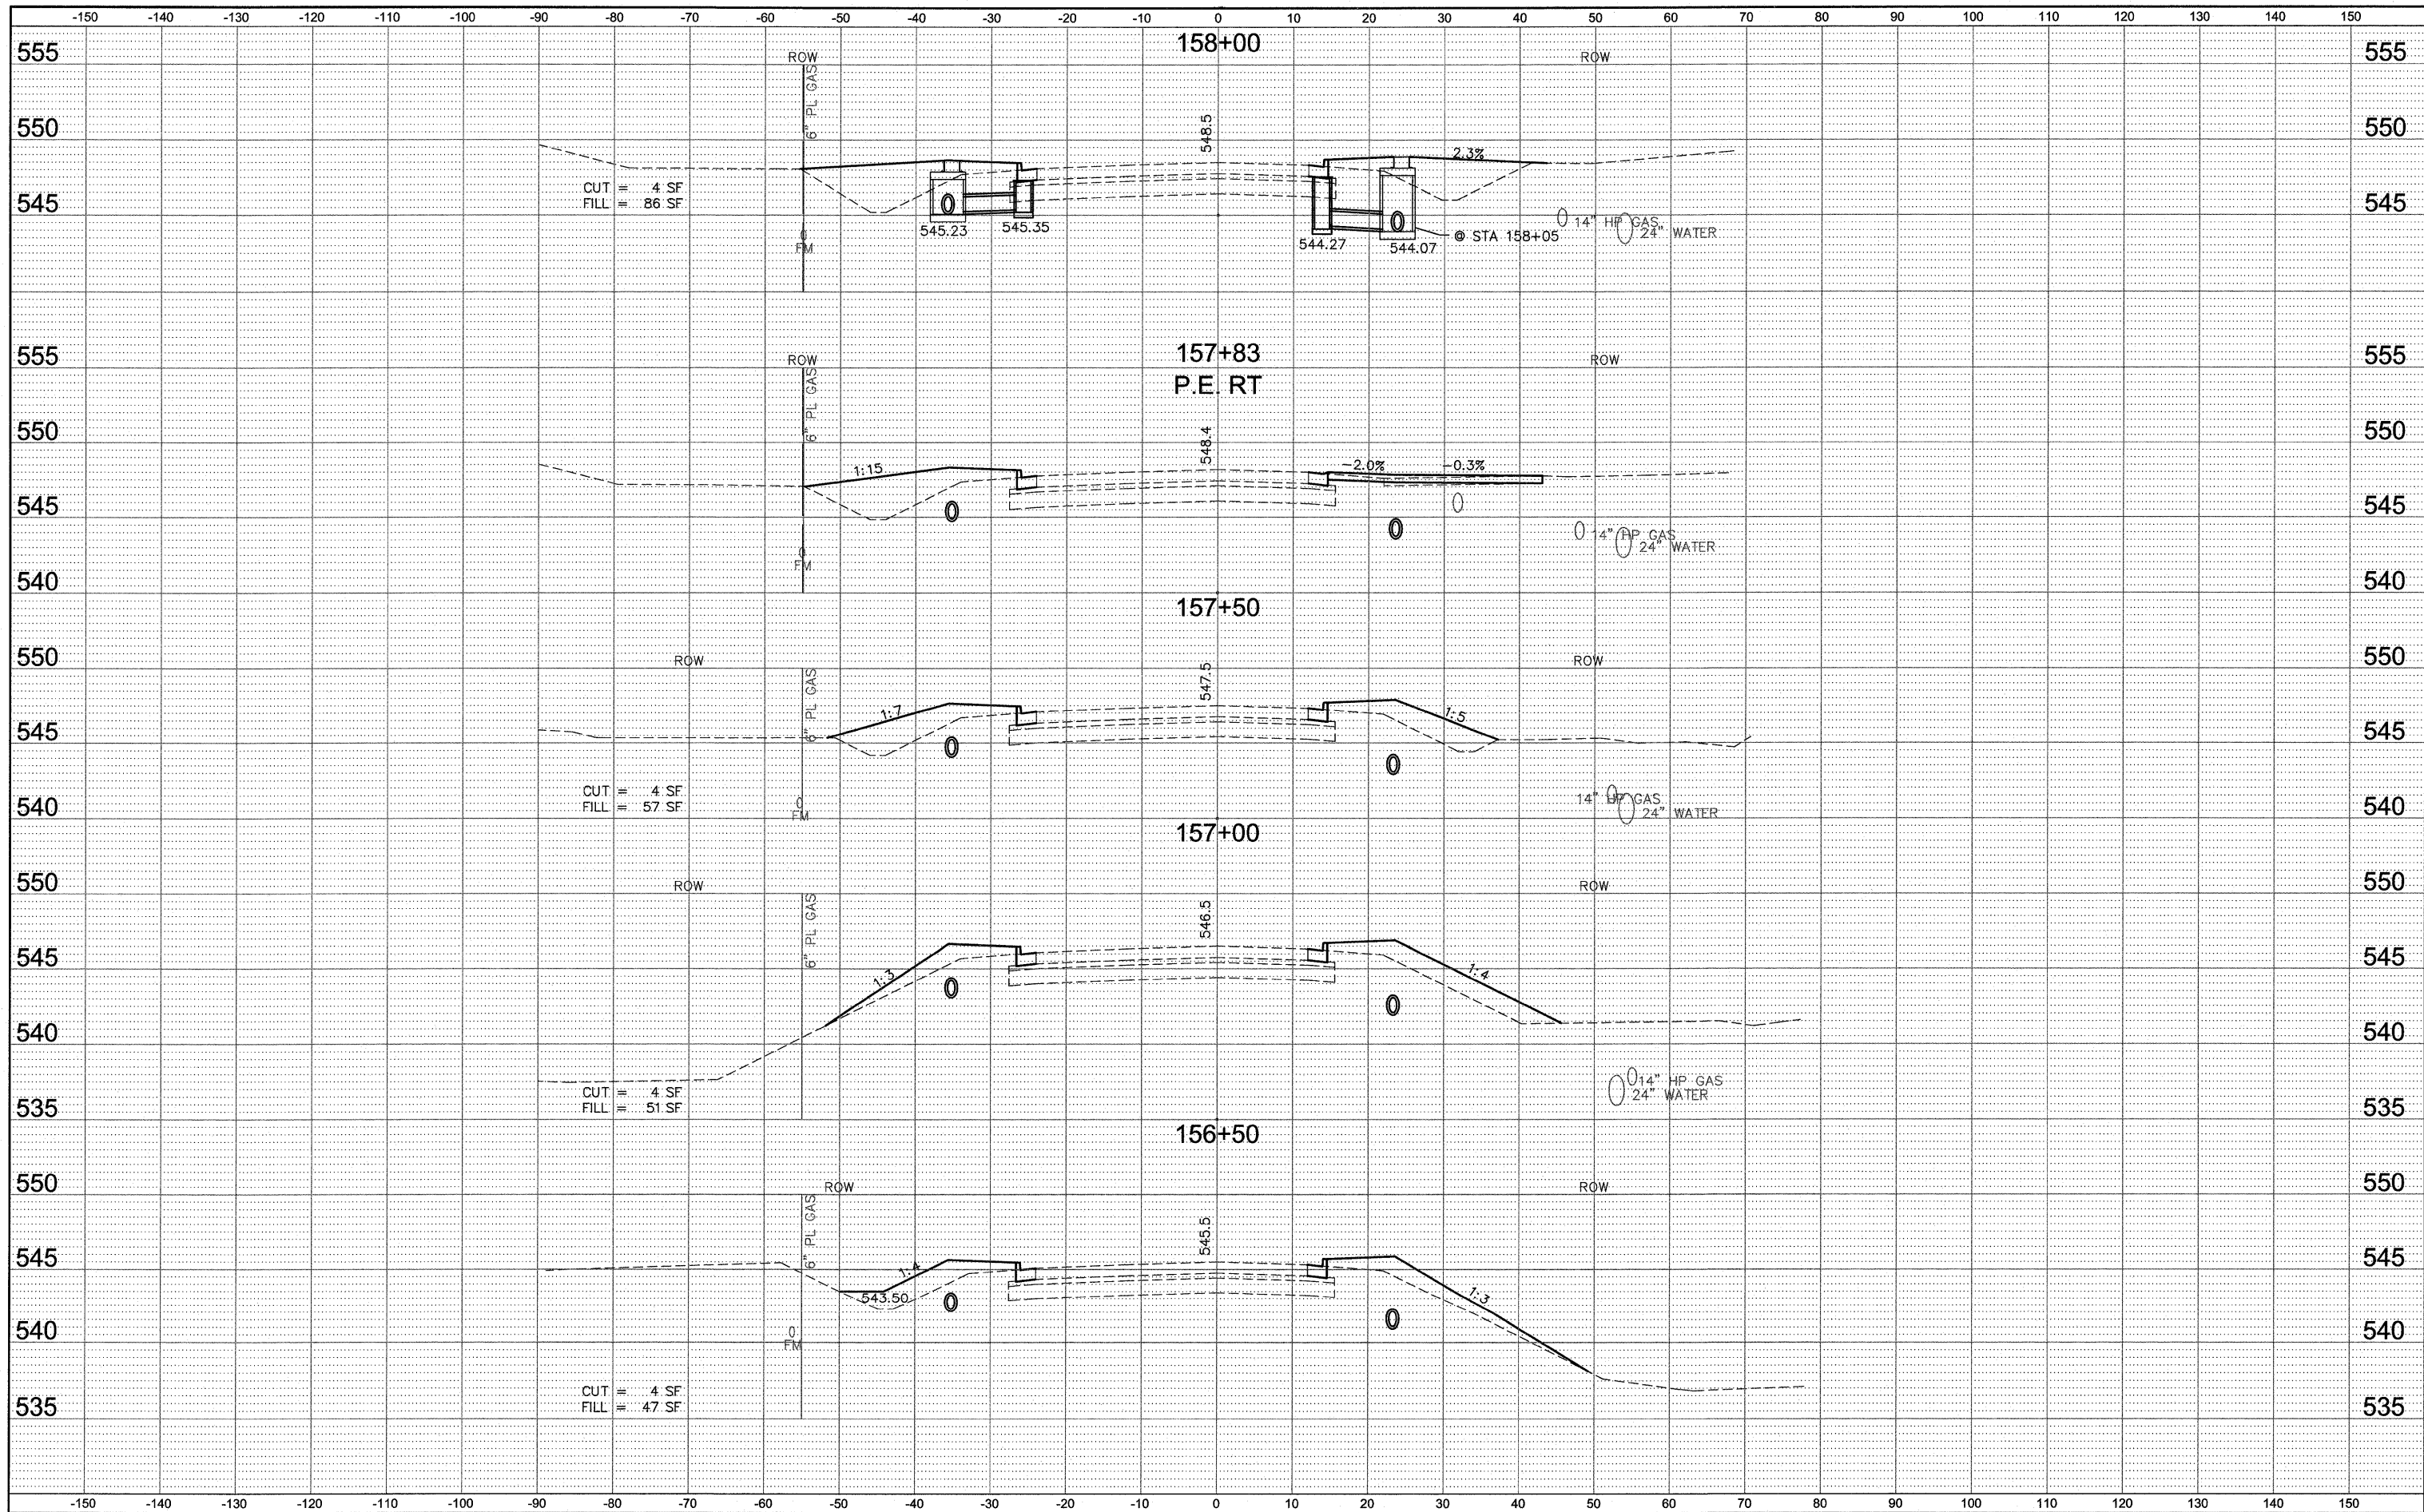 -150 -140 -130 -120 -110 -100 -90 -80 -70 -60 -50 -40 -30 -20 -10 0 10 20 30 40 50 60 70 80 90 100 110 120 130 140 150
158+00
555 555
ROW ROW
6" PL GAS
550 550
548.5
2.3%
CUT = 4 SF
FILL = 86 SF
545 545
14" HP GAS
24" WATER
545.23 545.35 544.27 544.07
@ STA 158+05
FM
157+83
P.E. RT
555 555
ROW ROW
6" PL GAS
550 550
548.4
1:15 -2.0% -0.3%
545 545
14" HP GAS
24" WATER
FM
540 540
157+50
550 550
ROW ROW
6" PL GAS
547.5
1:7 1:5
545 545
CUT = 4 SF
FILL = 57 SF
14" HP GAS
24" WATER
540 540
FM
157+00
550 550
ROW ROW
6" PL GAS
546.5
545 545
1:3 1:4
540 540
14" HP GAS
24" WATER
CUT = 4 SF
FILL = 51 SF
535 535
156+50
550 550
ROW ROW
6" PL GAS
545.5
545 545
1:4
543.50
1:3
540 540
FM
CUT = 4 SF
FILL = 47 SF
535 535
-150 -140 -130 -120 -110 -100 -90 -80 -70 -60 -50 -40 -30 -20 -10 0 10 20 30 40 50 60 70 80 90 100 110 120 130 140 150